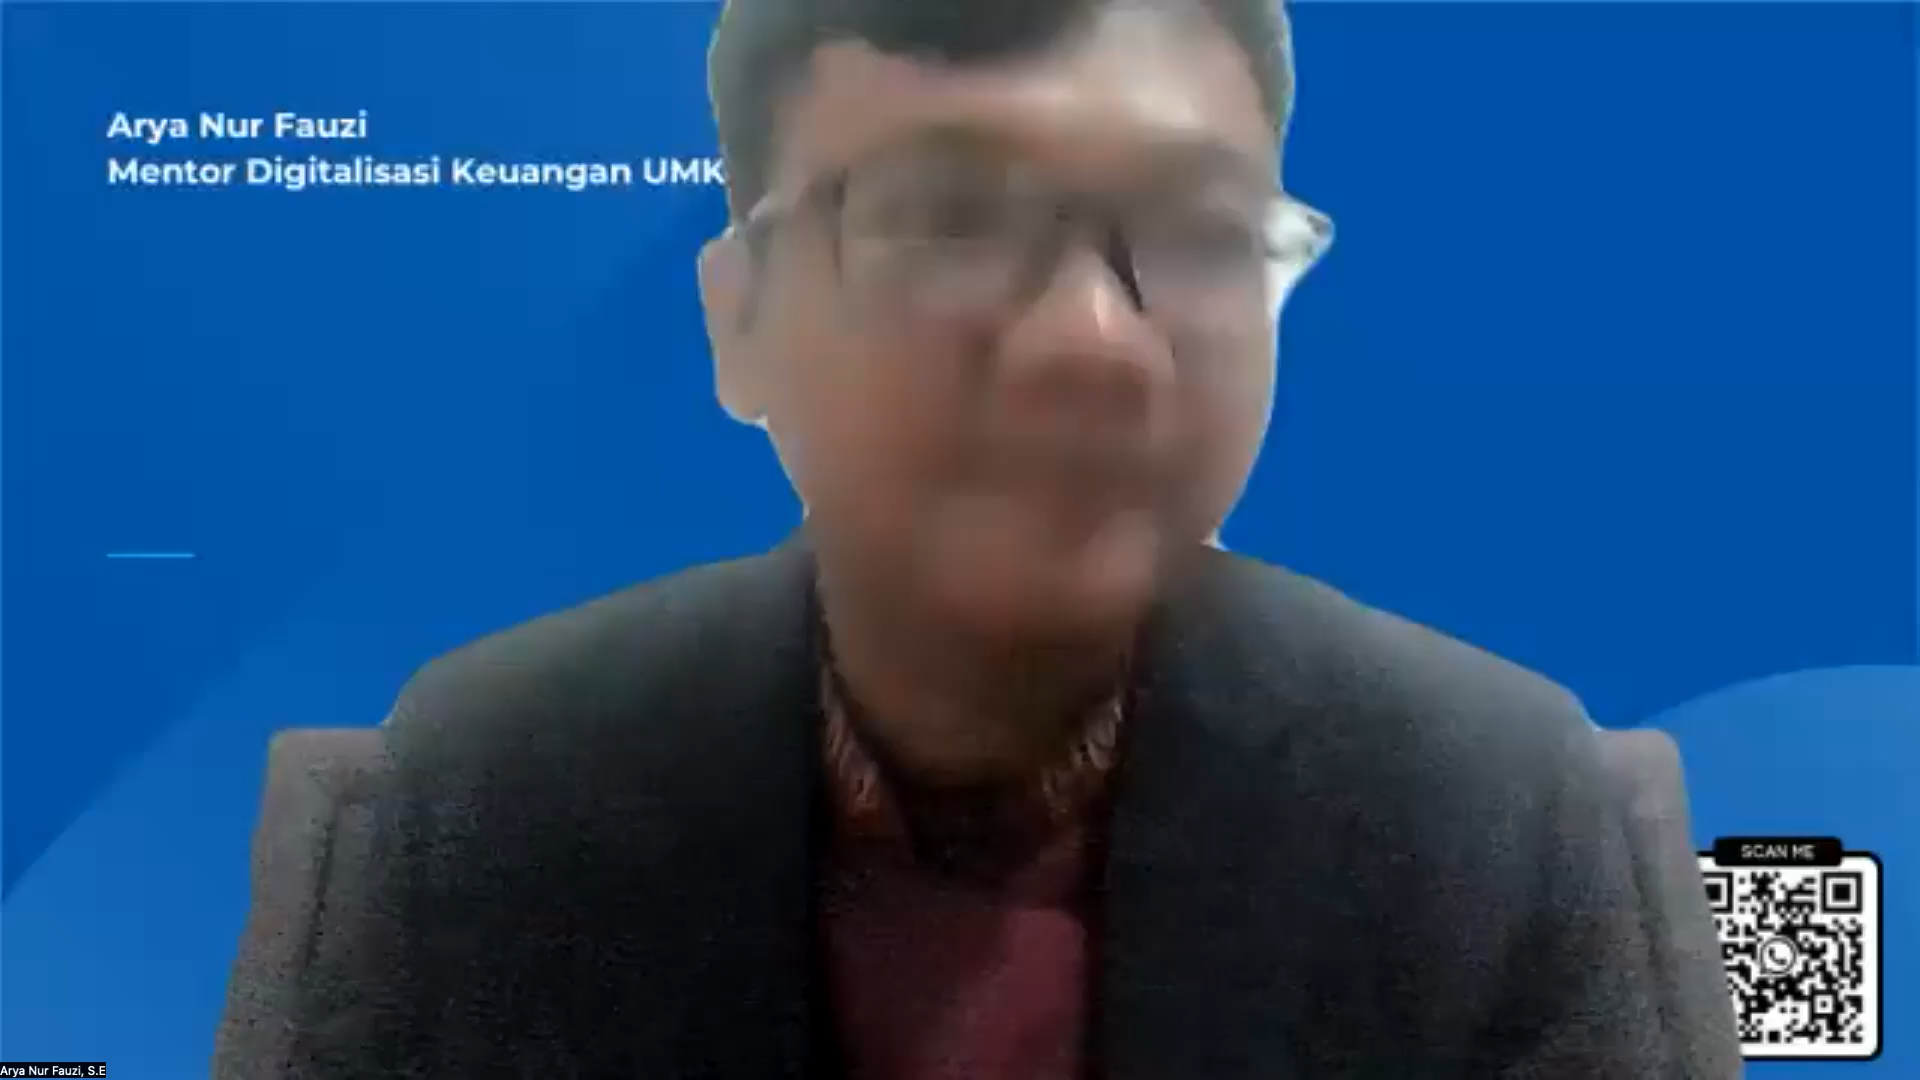 Arya Nur Fauzi
Mentor Digitalisasi Keuangan UMK
SCAN ME
Arya Nur Fauzi, S.E